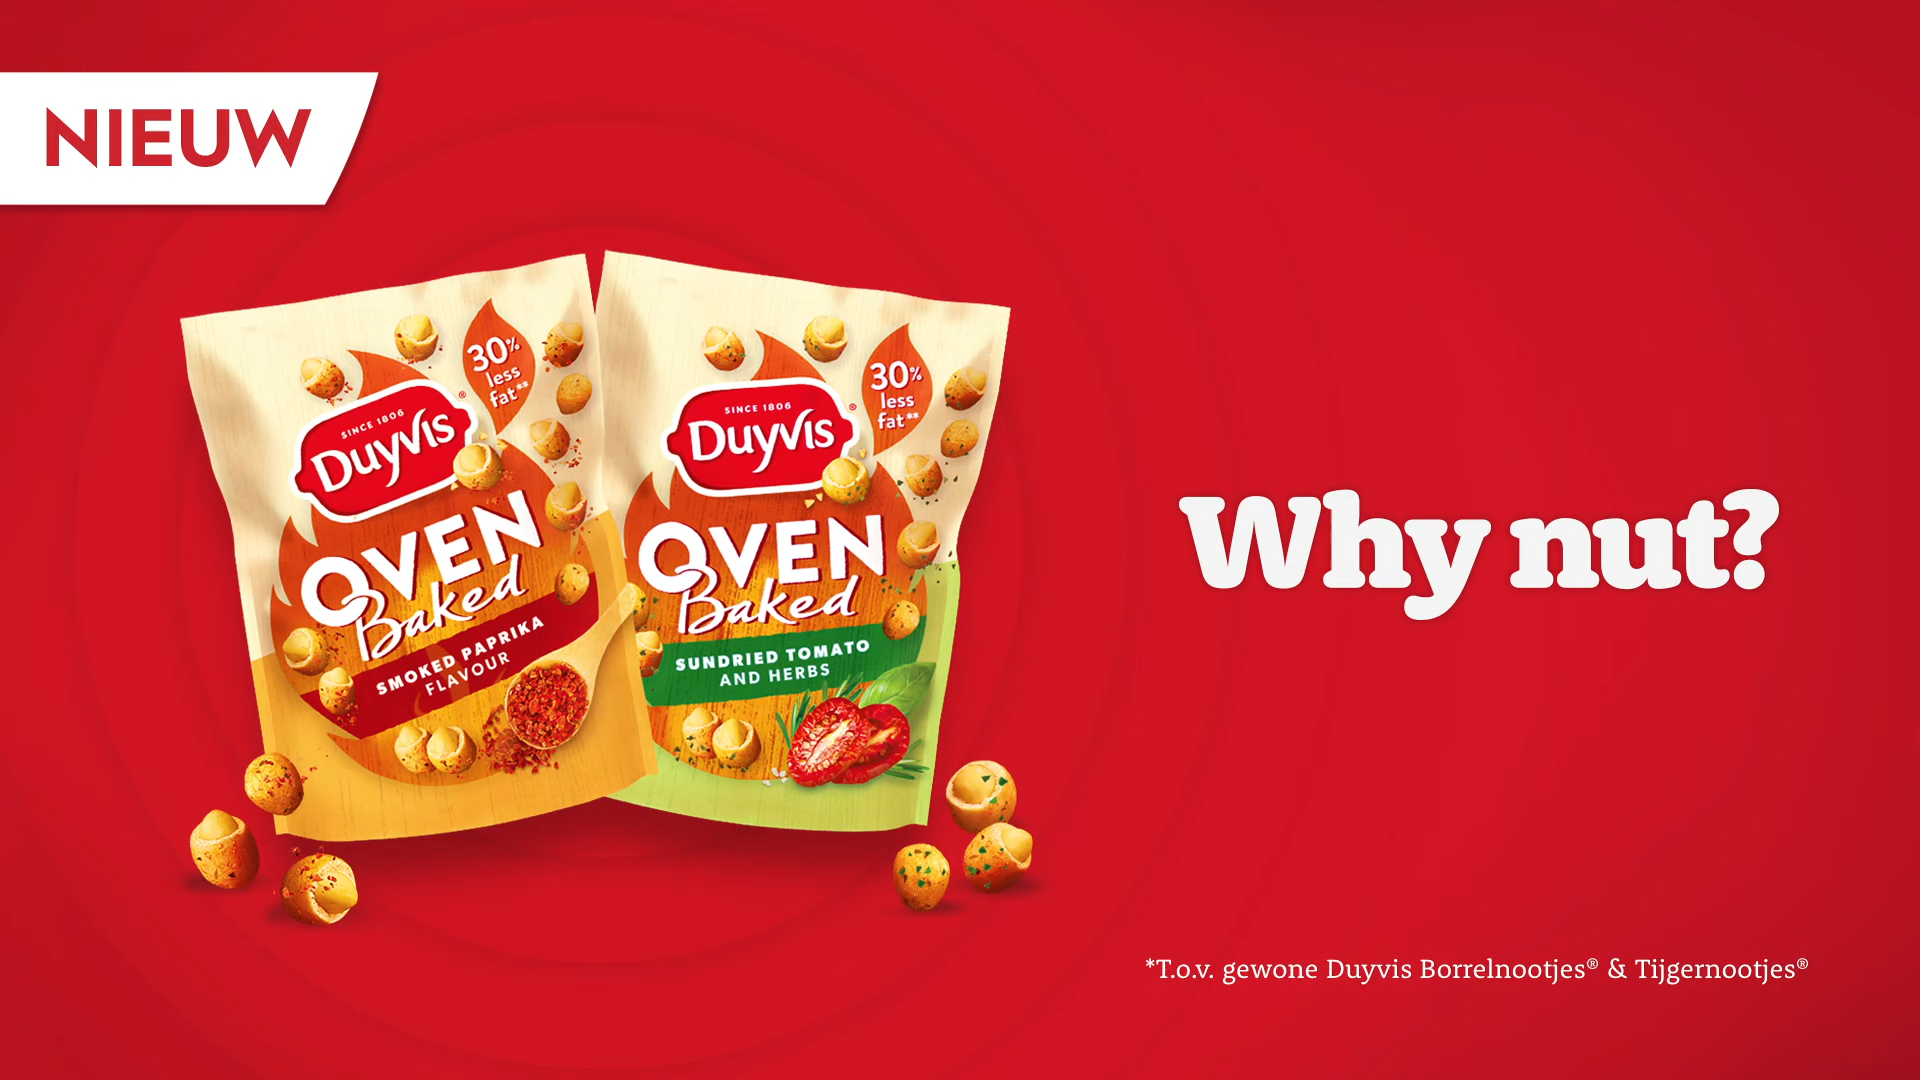 NIEUW
30%
less
fat**
SINCE 1806
Duyvis®
OVEN
Baked
SMOKED PAPRIKA
FLAVOUR
30%
less
fat**
SINCE 1806
Duyvis®
OVEN
Baked
SUNDRIED TOMATO
AND HERBS
Why nut?
*T.o.v. gewone Duyvis Borrelnootjes® & Tijgernootjes®